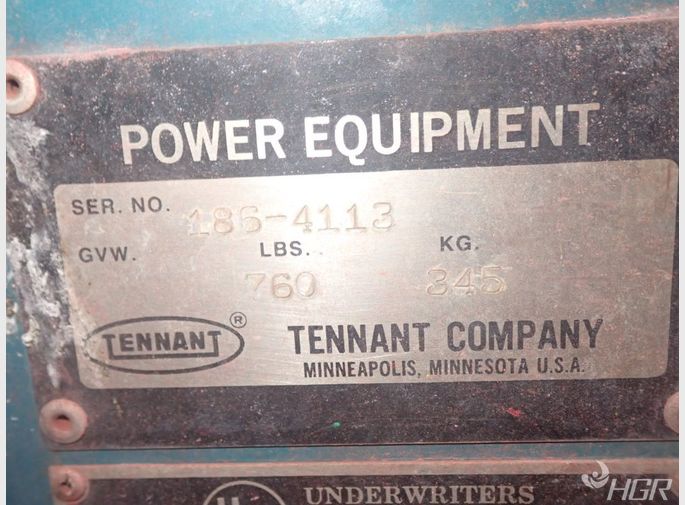 POWER EQUIPMENT
SER. NO. 186-4113
GVW. LBS. KG.
760 345
TENNANT ® TENNANT COMPANY
MINNEAPOLIS, MINNESOTA U.S.A.
UNDERWRITERS
HGR